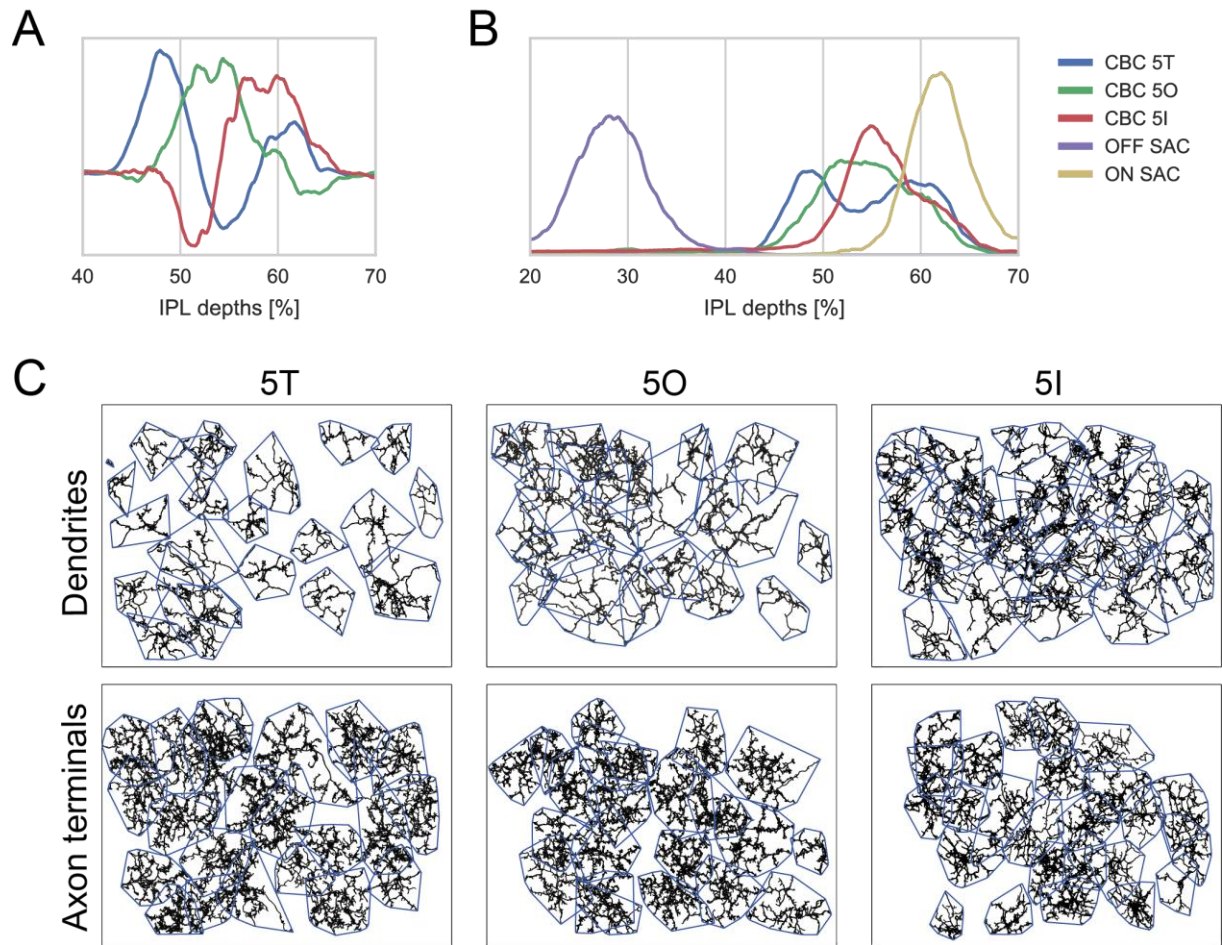 A
B
CBC 5T
CBC 5O
CBC 5I
OFF SAC
ON SAC
40 50 60 70
IPL depths [%]
20 30 40 50 60 70
IPL depths [%]
C
5T 5O 5I
Dendrites
Axon terminals